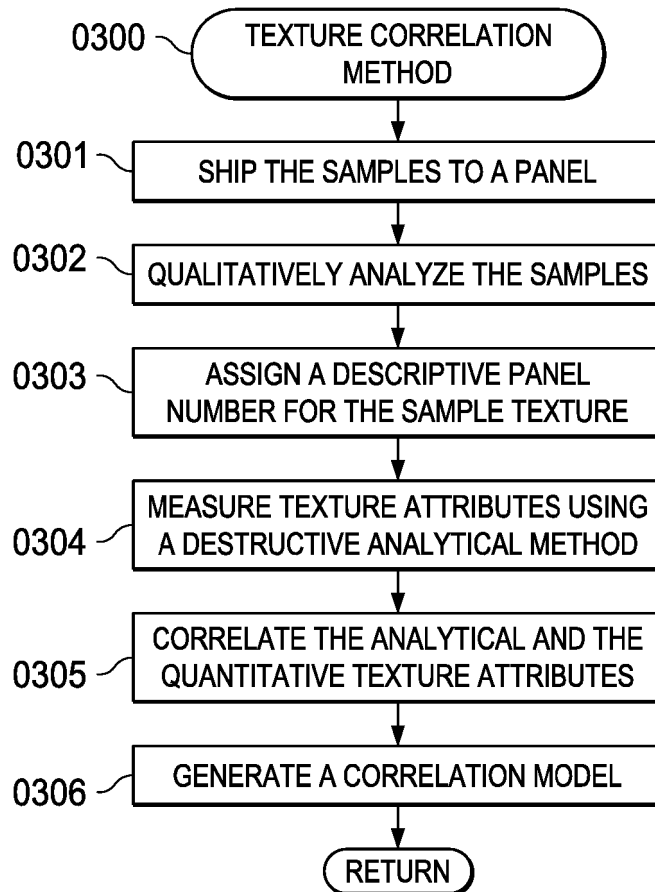 0300
TEXTURE CORRELATION
METHOD
0301
SHIP THE SAMPLES TO A PANEL
0302
QUALITATIVELY ANALYZE THE SAMPLES
0303
ASSIGN A DESCRIPTIVE PANEL
NUMBER FOR THE SAMPLE TEXTURE
0304
MEASURE TEXTURE ATTRIBUTES USING
A DESTRUCTIVE ANALYTICAL METHOD
0305
CORRELATE THE ANALYTICAL AND THE
QUANTITATIVE TEXTURE ATTRIBUTES
0306
GENERATE A CORRELATION MODEL
RETURN